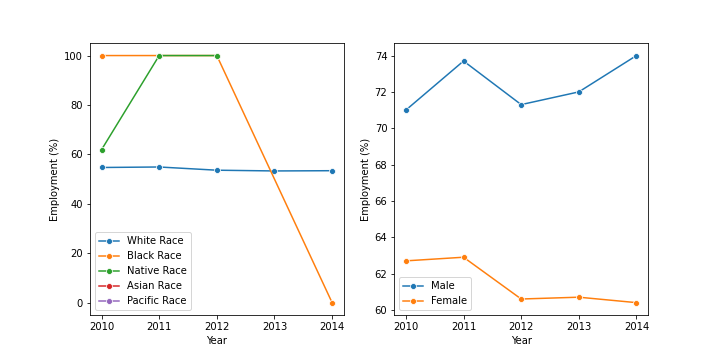 100
80
60
40
20
0
Employment (%)
White Race
Black Race
Native Race
Asian Race
Pacific Race
2010 2011 2012 2013 2014
Year
74
72
70
68
66
64
62
60
Employment (%)
Male
Female
2010 2011 2012 2013 2014
Year